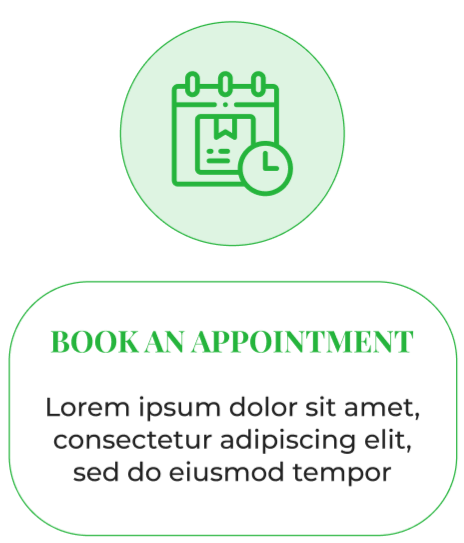 BOOK AN APPOINTMENT
Lorem ipsum dolor sit amet,
consectetur adipiscing elit,
sed do eiusmod tempor